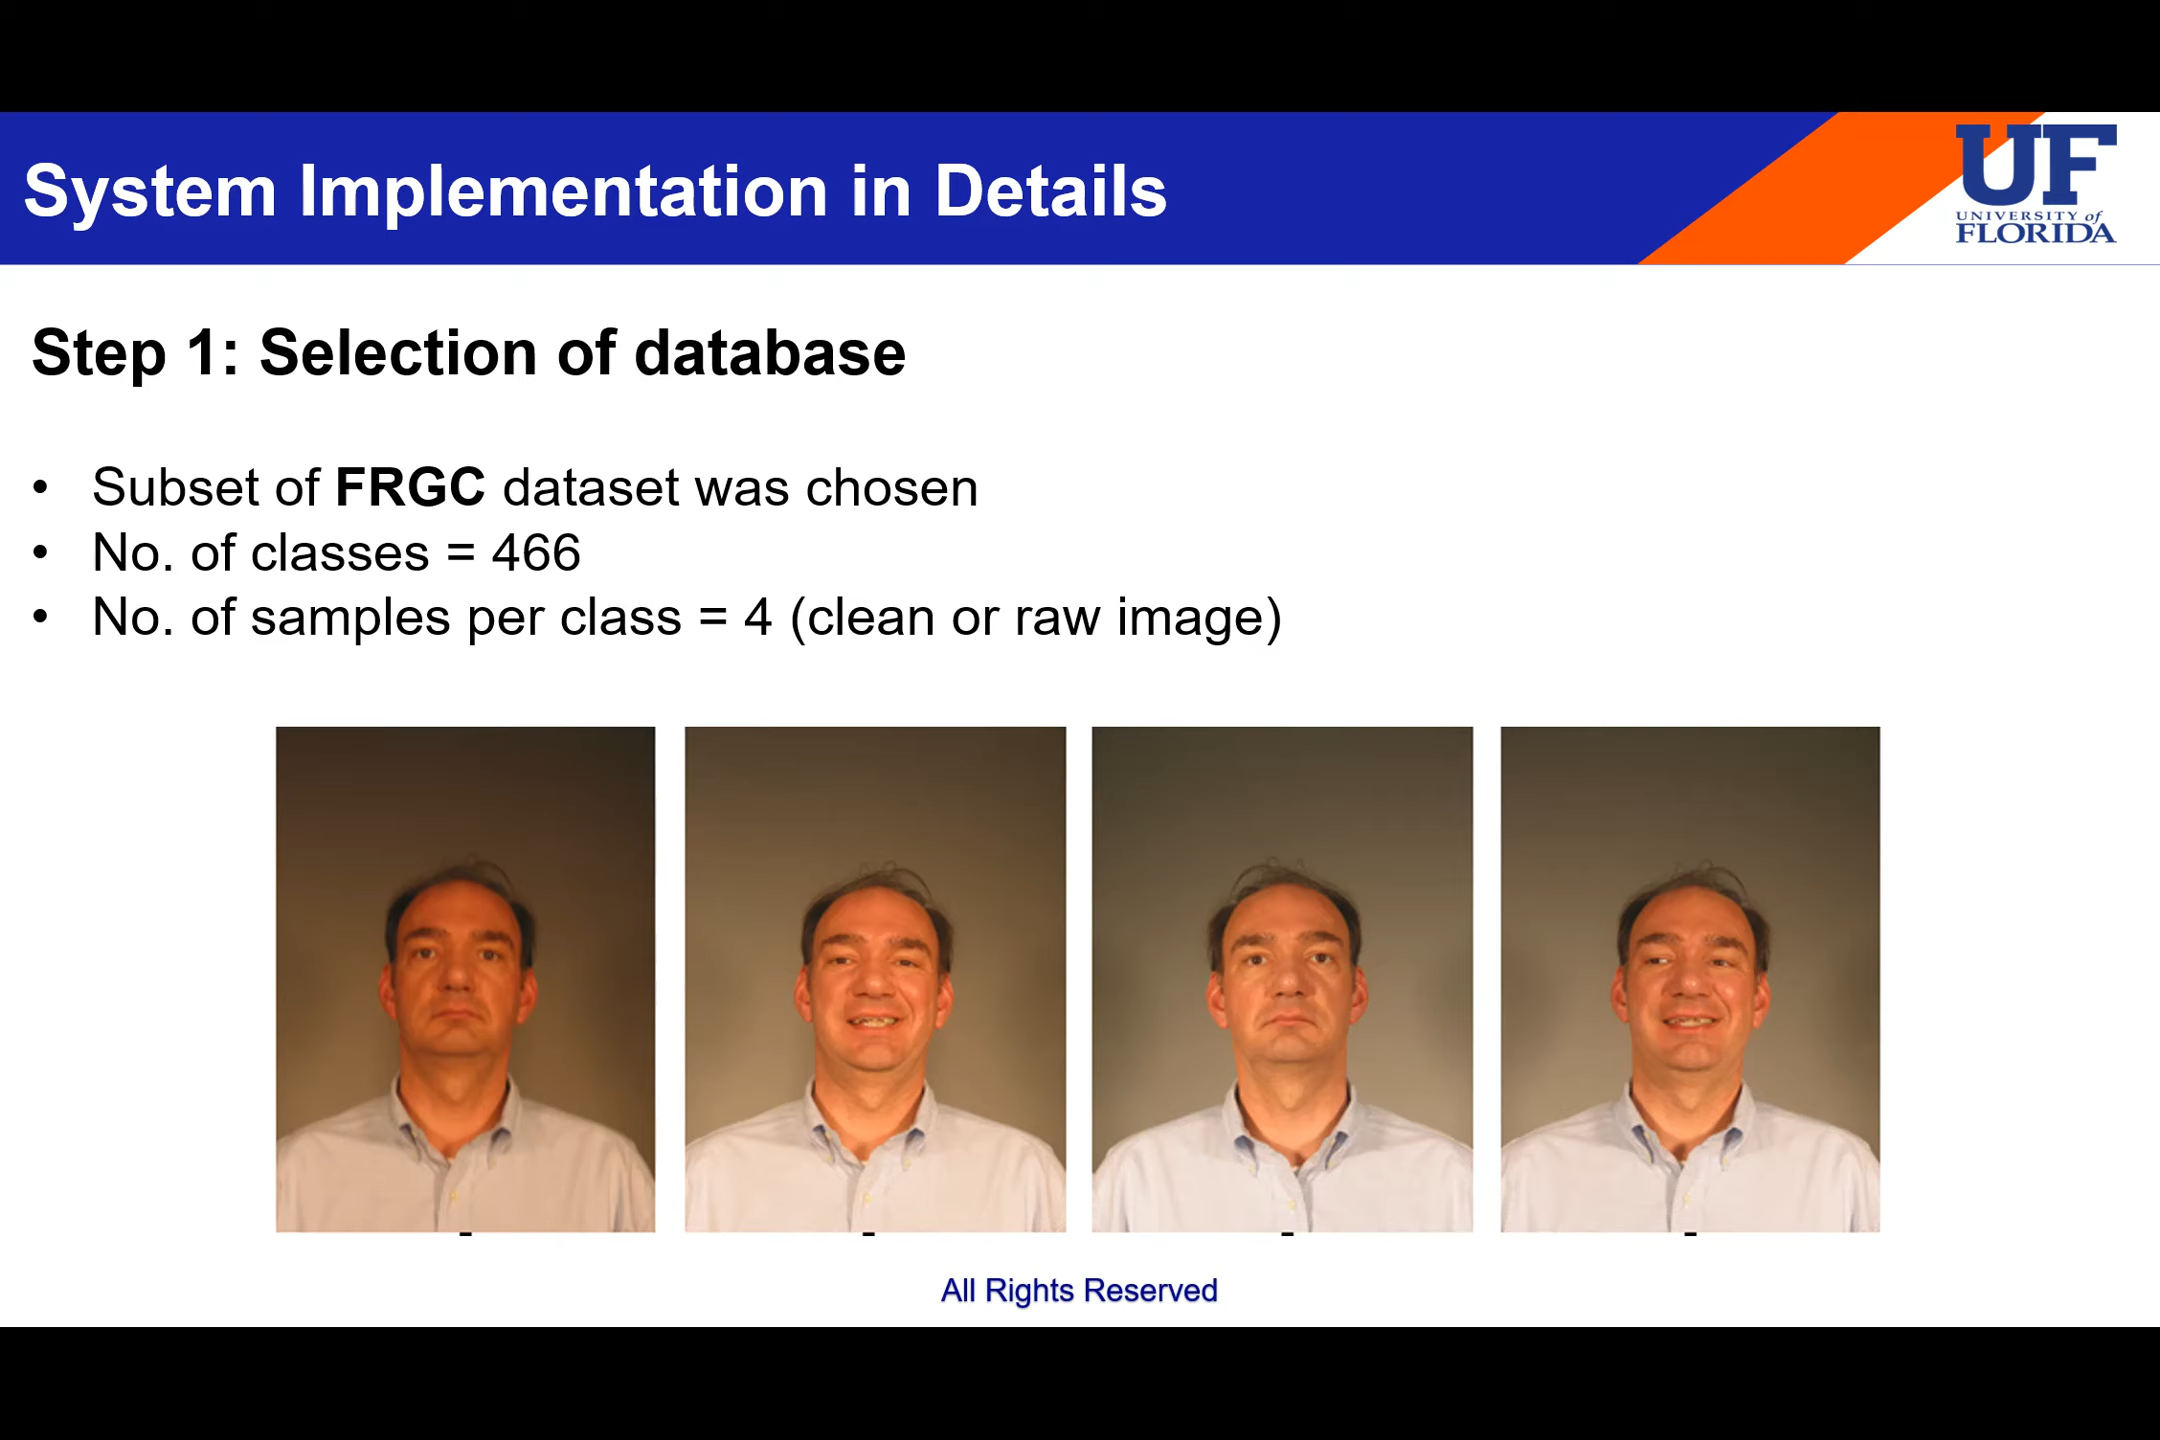 System Implementation in Details
UF
UNIVERSITY of
FLORIDA
Step 1: Selection of database
• Subset of FRGC dataset was chosen
• No. of classes = 466
• No. of samples per class = 4 (clean or raw image)
All Rights Reserved